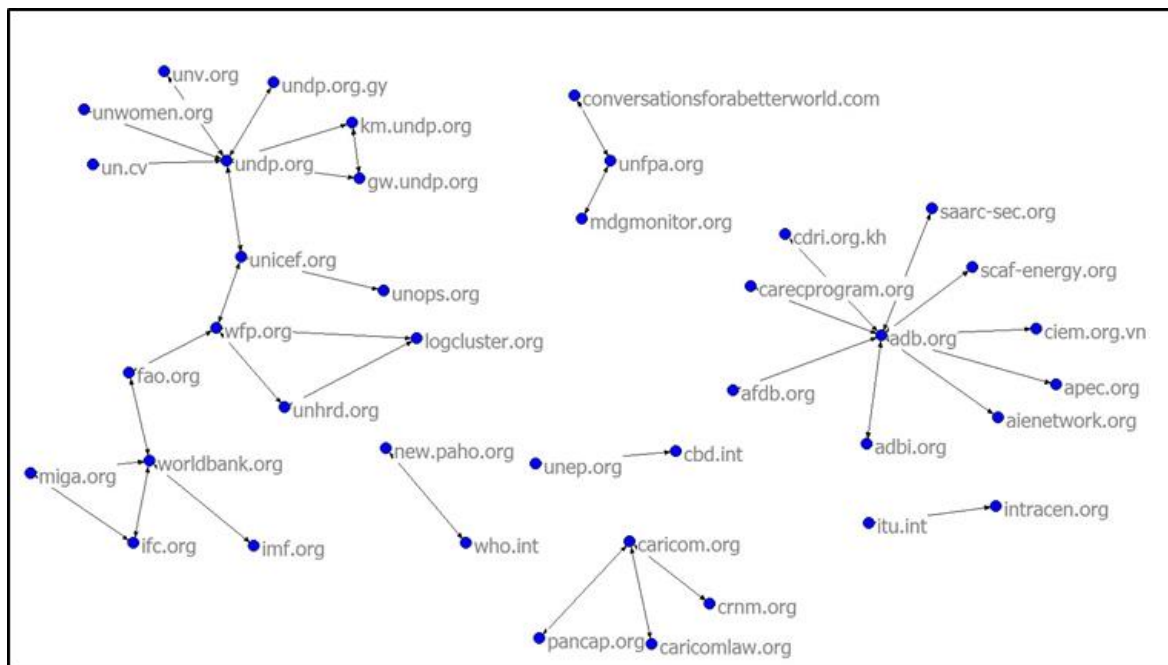 unv.org
undp.org.gy
conversationsforabetterworld.com
unwomen.org
km.undp.org
un.cv
undp.org
unfpa.org
gw.undp.org
mdgmonitor.org
saarc-sec.org
cdri.org.kh
unicef.org
scaf-energy.org
unops.org
carecprogram.org
wfp.org
logcluster.org
adb.org
ciem.org.vn
fao.org
apec.org
afdb.org
unhrd.org
aienetwork.org
adbi.org
new.paho.org
cbd.int
worldbank.org
unep.org
miga.org
intracen.org
itu.int
ifc.org
imf.org
who.int
caricom.org
crnm.org
pancap.org
caricomlaw.org